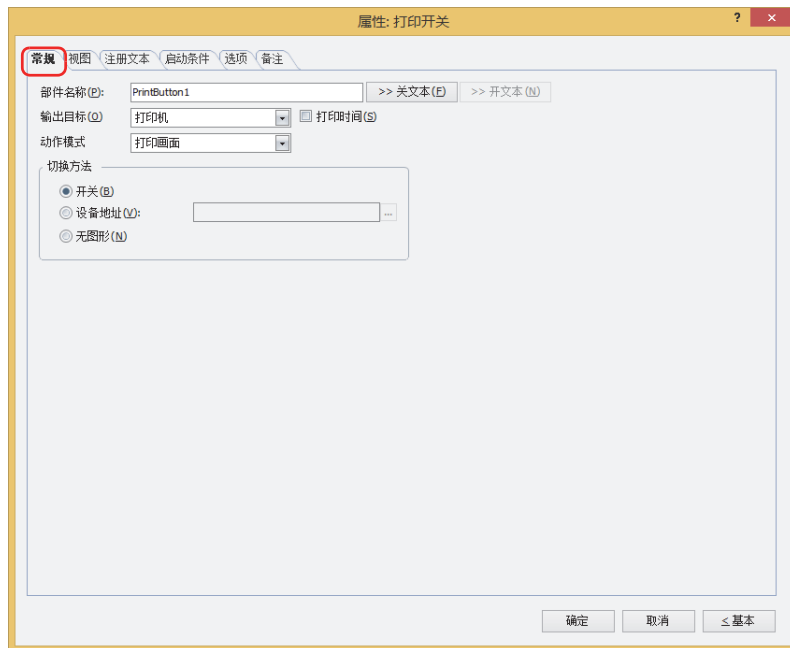 属性: 打印开关
? ×
常规 视图 注册文本 启动条件 选项 备注
部件名称(P): PrintButton1 >> 关文本(F) >> 开文本(N)
输出目标(O) 打印机 打印时间(S)
动作模式 打印画面
切换方法
开关(B)
设备地址(V): ...
无图形(N)
确定 取消 ≤基本